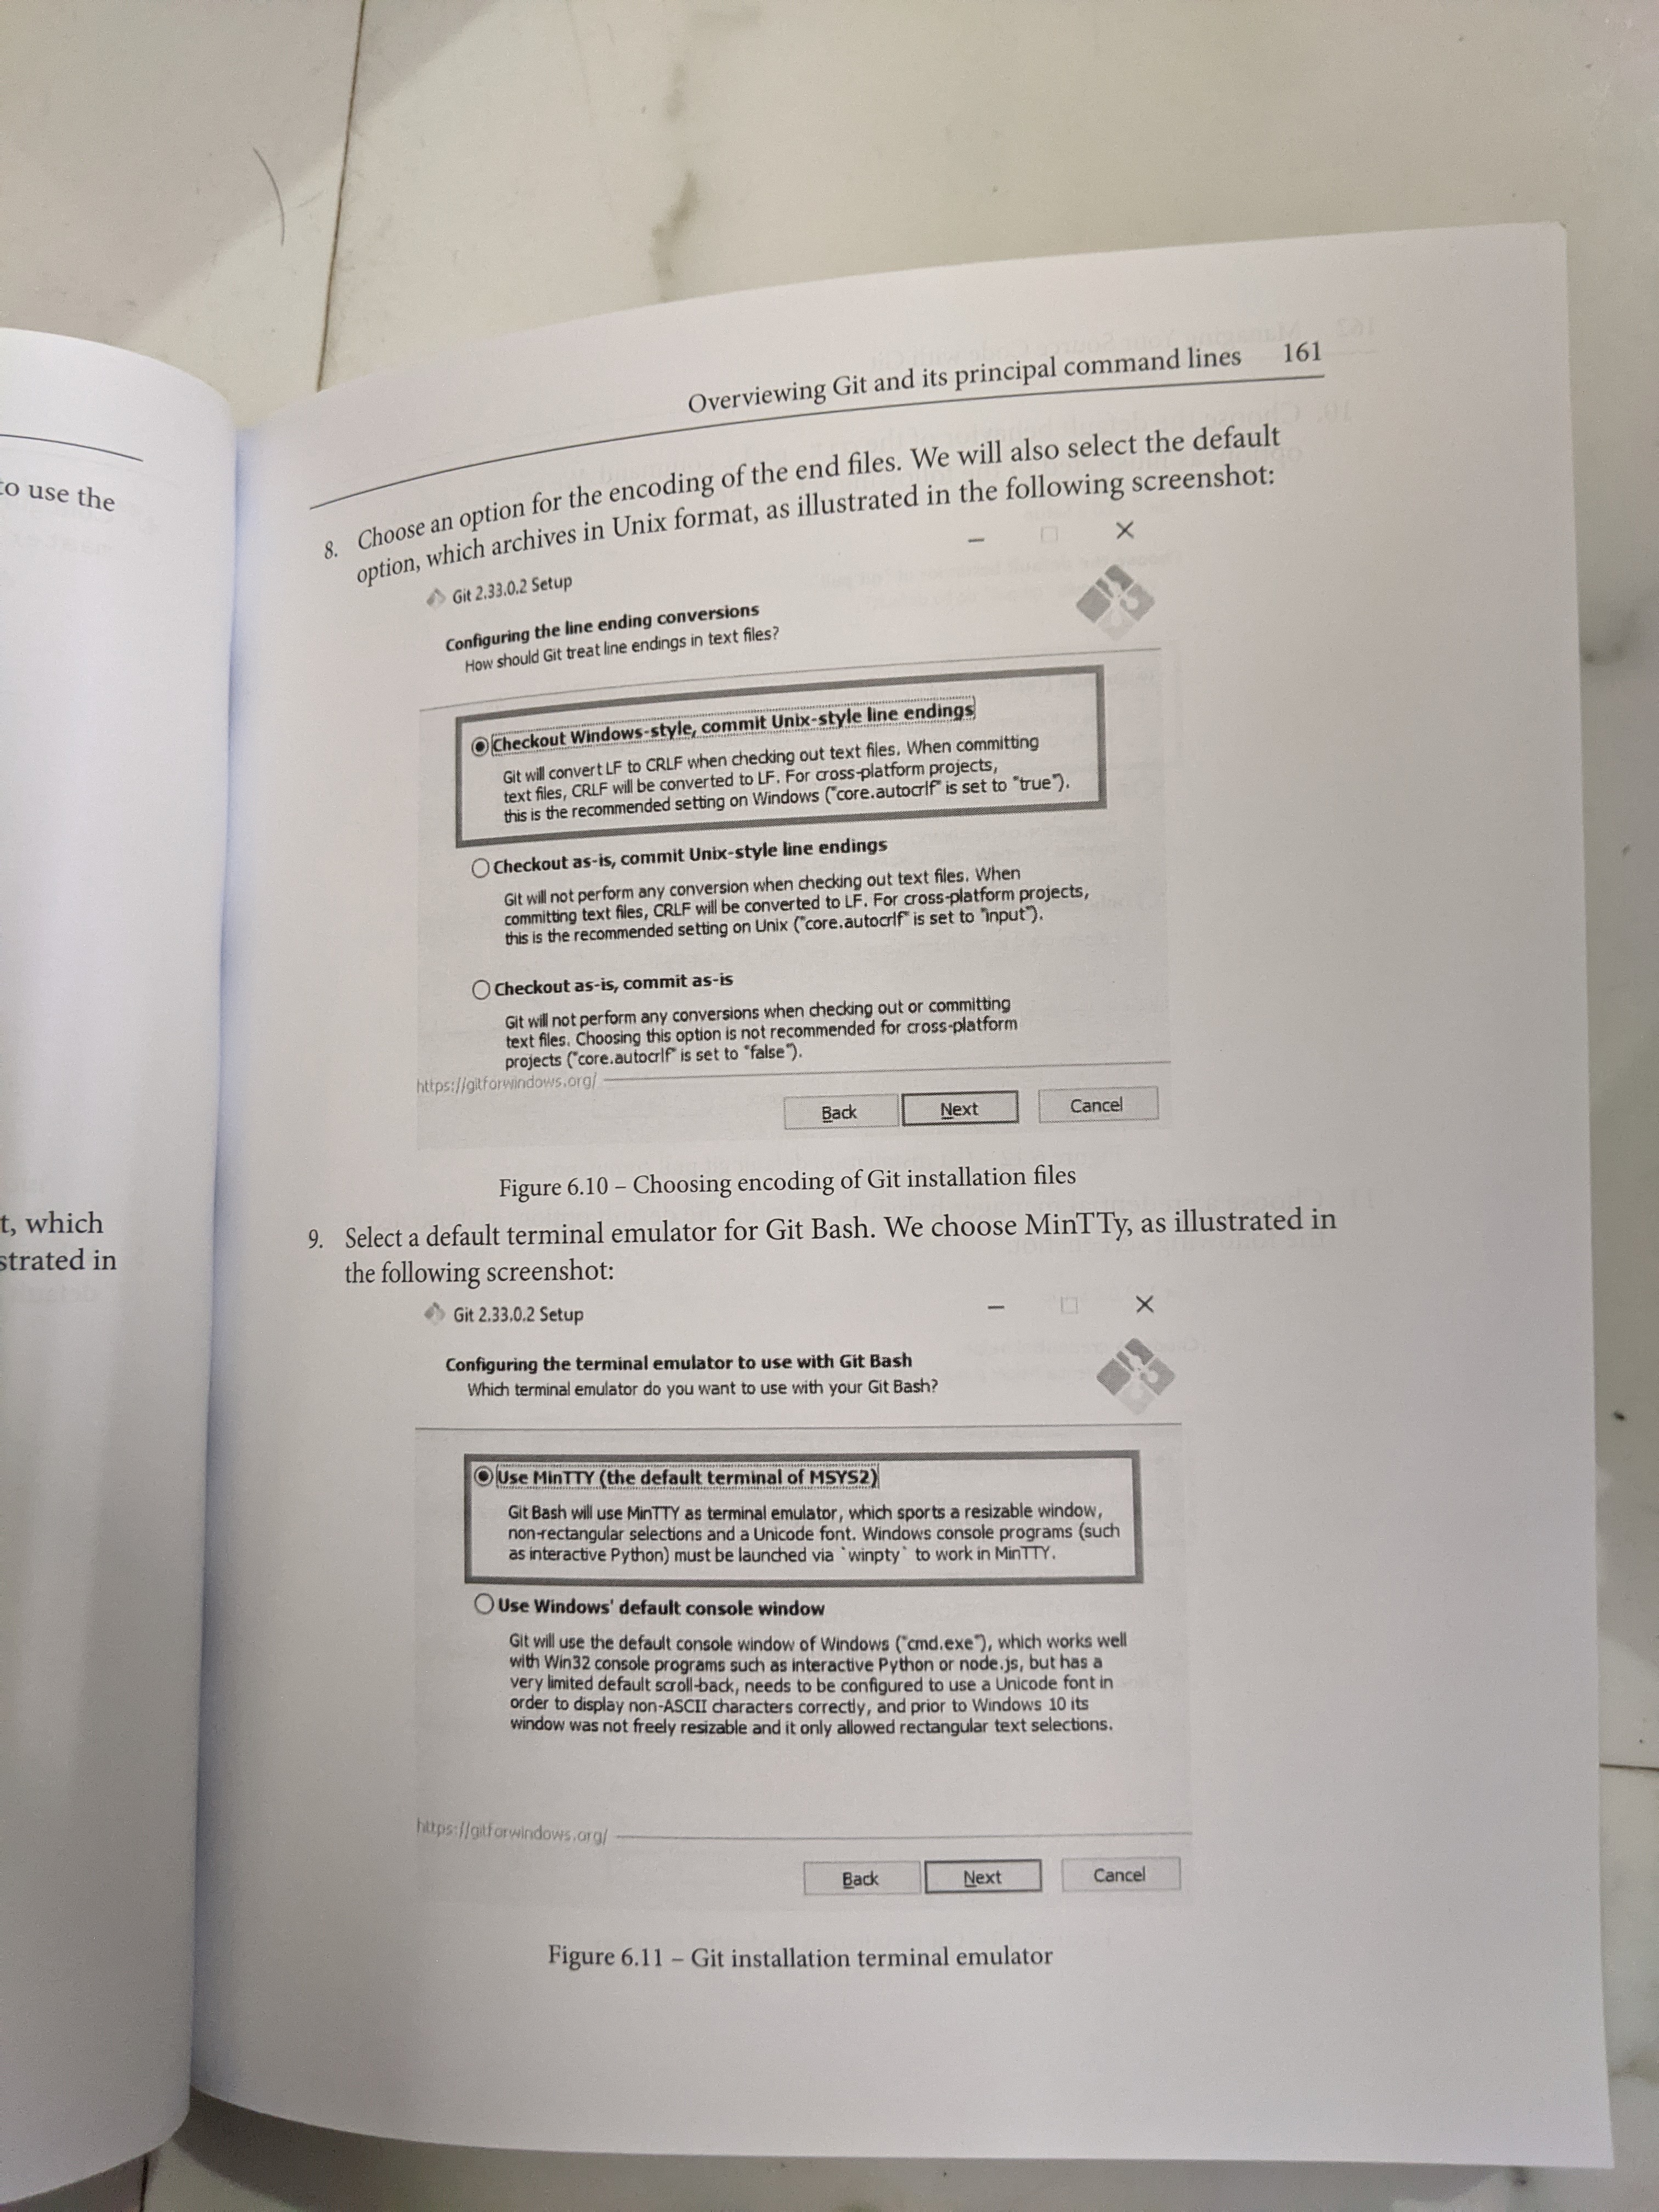 to use the
t, which
strated in
Overviewing Git and its principal command lines 161
8. Choose an option for the encoding of the end files. We will also select the default
option, which archives in Unix format, as illustrated in the following screenshot:
Git 2.33.0.2 Setup
Configuring the line ending conversions
How should Git treat line endings in text files?
Checkout Windows-style, commit Unix-style line endings
Git will convert LF to CRLF when checking out text files. When committing
text files, CRLF will be converted to LF. For cross-platform projects,
this is the recommended setting on Windows ("core.autocrlf" is set to "true").
Checkout as-is, commit Unix-style line endings
Git will not perform any conversion when checking out text files. When
committing text files, CRLF will be converted to LF. For cross-platform projects,
this is the recommended setting on Unix ("core.autocrlf" is set to "input").
Checkout as-is, commit as-is
Git will not perform any conversions when checking out or committing
text files. Choosing this option is not recommended for cross-platform
projects ("core.autocrlf" is set to "false").
https://gitforwindows.org/
Back Next Cancel
Figure 6.10 – Choosing encoding of Git installation files
9. Select a default terminal emulator for Git Bash. We choose MinTTy, as illustrated in
the following screenshot:
Git 2.33.0.2 Setup
Configuring the terminal emulator to use with Git Bash
Which terminal emulator do you want to use with your Git Bash?
Use MinTTY (the default terminal of MSYS2)
Git Bash will use MinTTY as terminal emulator, which sports a resizable window,
non-rectangular selections and a Unicode font. Windows console programs (such
as interactive Python) must be launched via `winpty` to work in MinTTY.
Use Windows' default console window
Git will use the default console window of Windows ("cmd.exe"), which works well
with Win32 console programs such as interactive Python or node.js, but has a
very limited default scroll-back, needs to be configured to use a Unicode font in
order to display non-ASCII characters correctly, and prior to Windows 10 its
window was not freely resizable and it only allowed rectangular text selections.
https://gitforwindows.org/
Back Next Cancel
Figure 6.11 – Git installation terminal emulator